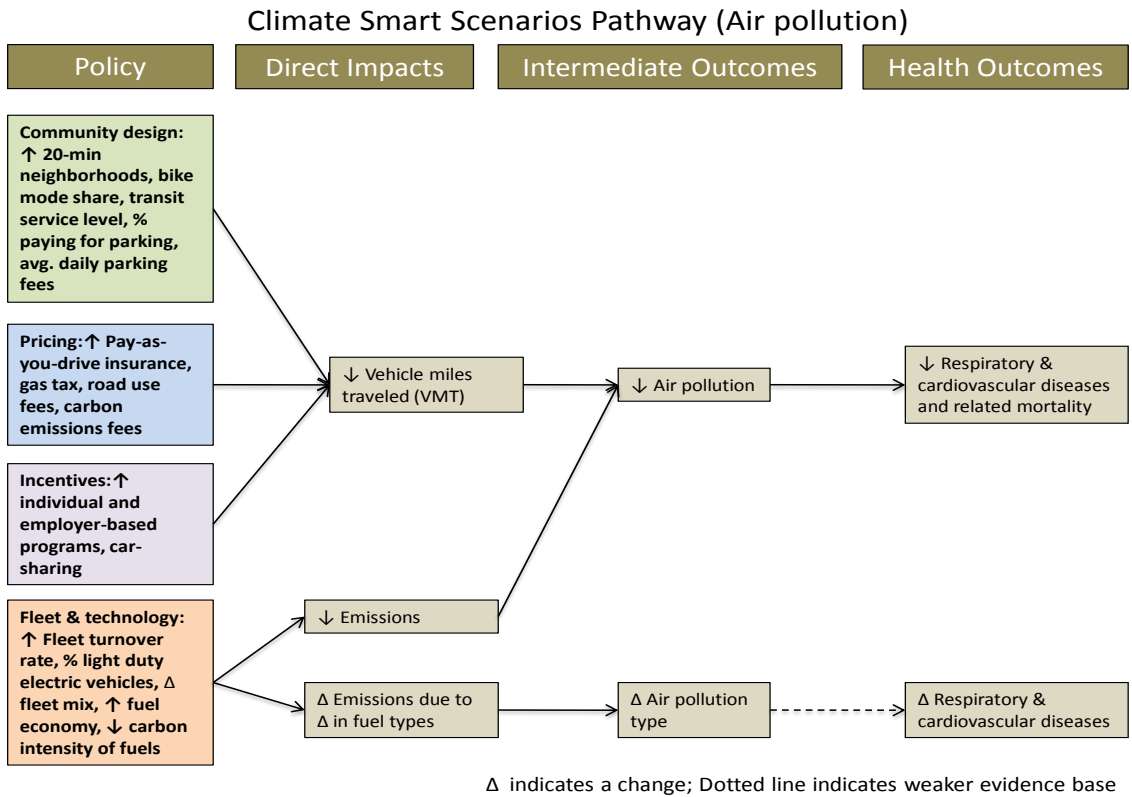 Climate Smart Scenarios Pathway (Air pollution)
Policy
Direct Impacts
Intermediate Outcomes
Health Outcomes
Community design:
↑ 20-min
neighborhoods, bike
mode share, transit
service level, %
paying for parking,
avg. daily parking
fees
Pricing:↑ Pay-as-
you-drive insurance,
gas tax, road use
fees, carbon
emissions fees
Incentives:↑
individual and
employer-based
programs, car-
sharing
Fleet & technology:
↑ Fleet turnover
rate, % light duty
electric vehicles, Δ
fleet mix, ↑ fuel
economy, ↓ carbon
intensity of fuels
↓ Vehicle miles
traveled (VMT)
↓ Air pollution
↓ Respiratory &
cardiovascular diseases
and related mortality
↓ Emissions
Δ Emissions due to
Δ in fuel types
Δ Air pollution
type
Δ Respiratory &
cardiovascular diseases
Δ indicates a change; Dotted line indicates weaker evidence base